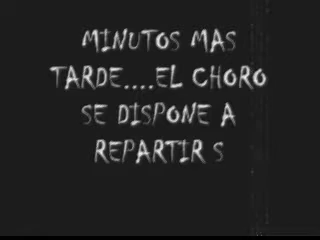 MINUTOS MAS
TARDE....EL CHORO
SE DISPONE A
REPARTIR S